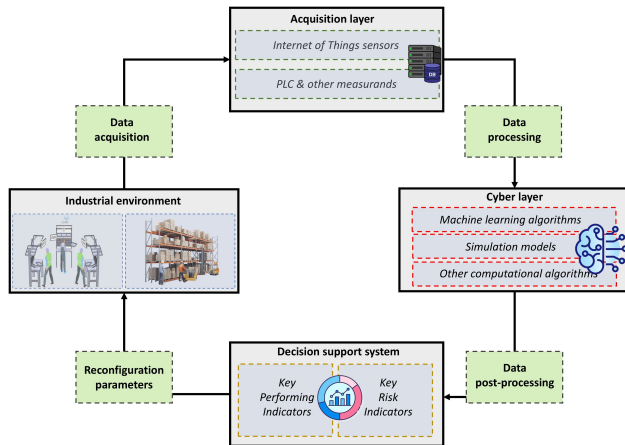 Acquisition layer
Internet of Things sensors
PLC & other measurands
DB
Data
acquisition
Data
processing
Industrial environment
Cyber layer
Machine learning algorithms
Simulation models
Other computational algorithms
Decision support system
Key
Performing
Indicators
Key
Risk
Indicators
Reconfiguration
parameters
Data
post-processing